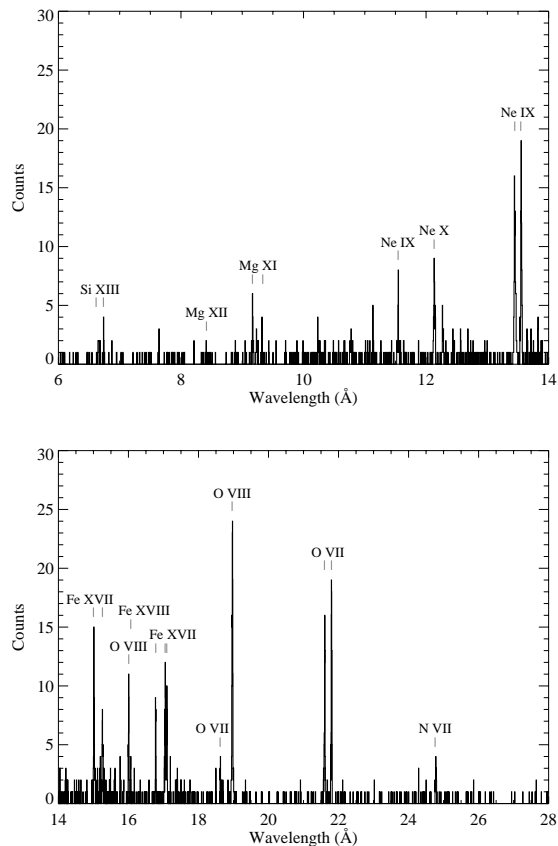 30
25
20
15
10
5
0
Counts
Ne IX
Ne IX
Ne X
Mg XI
Si XIII
Mg XII
6 8 10 12 14
Wavelength (Å)
30
25
20
15
10
5
0
Counts
O VIII
O VII
Fe XVII
Fe XVIII
O VIII
Fe XVII
O VII
N VII
14 16 18 20 22 24 26 28
Wavelength (Å)